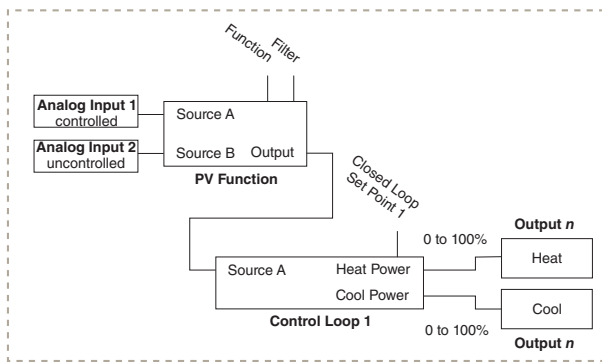 Function
Filter
Analog Input 1
controlled
Analog Input 2
uncontrolled
Source A
Source B Output
PV Function
Closed Loop
Set Point 1
Source A
Heat Power
Cool Power
Control Loop 1
0 to 100%
Output n
Heat
Cool
0 to 100%
Output n